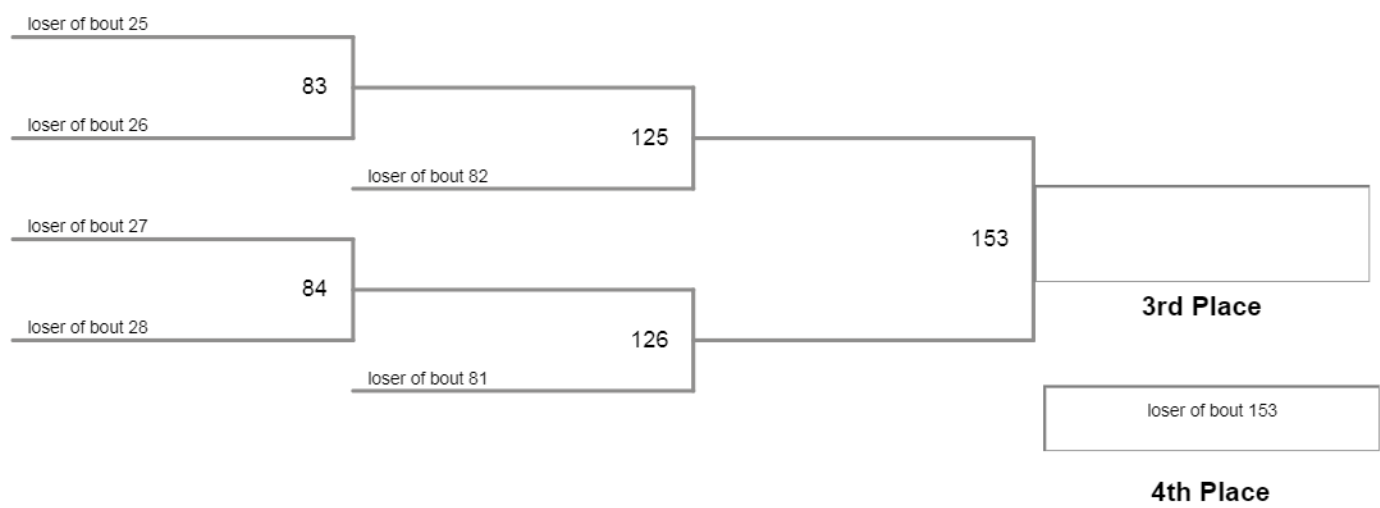 loser of bout 25
83
loser of bout 26
125
loser of bout 82
loser of bout 27
153
84
3rd Place
loser of bout 28
126
loser of bout 81
loser of bout 153
4th Place